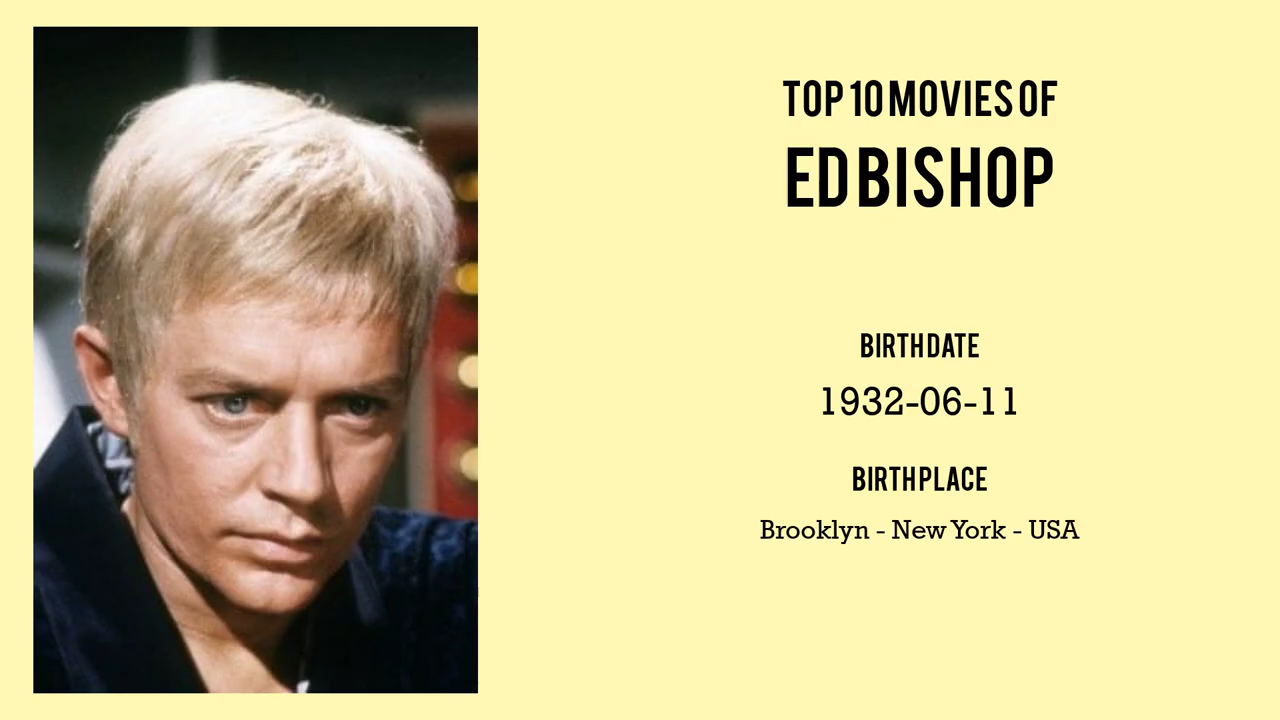 TOP 10 MOVIES OF
ED BISHOP
BIRTHDATE
1932-06-11
BIRTHPLACE
Brooklyn - New York - USA